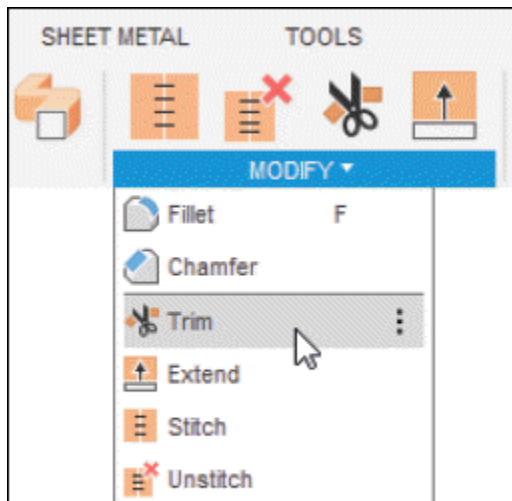 SHEET METAL TOOLS
MODIFY
Fillet F
Chamfer
Trim
Extend
Stitch
Unstitch